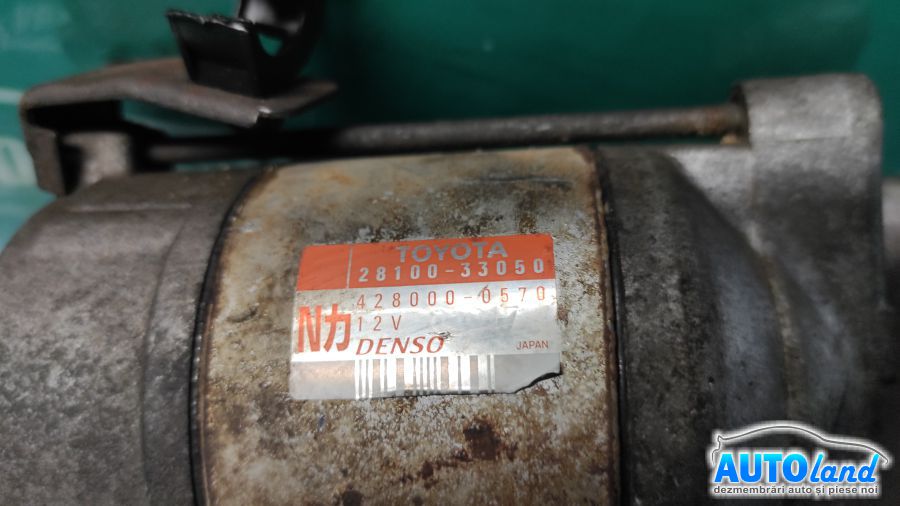 TOYOTA
28100-33050
428000-0570
Nカ 12V
DENSO JAPAN
AUTOland
dezmembrări auto și piese noi